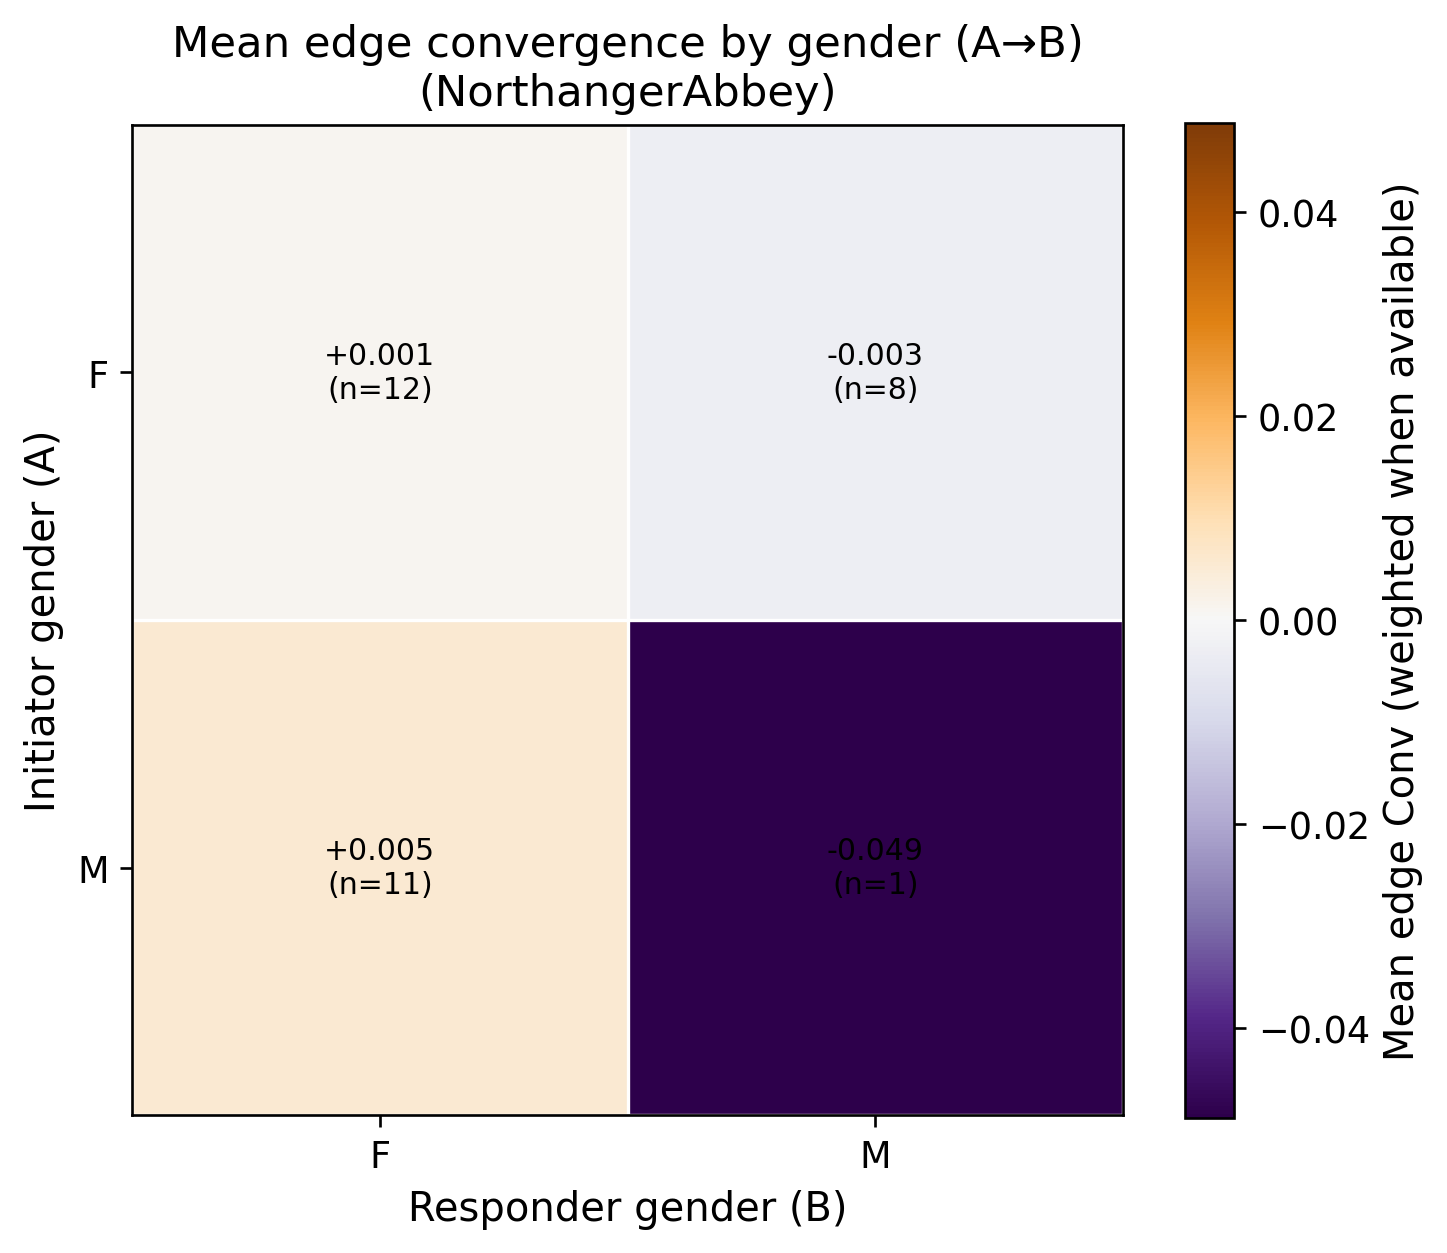 Mean edge convergence by gender (A→B)
(NorthangerAbbey)
Initiator gender (A)
F
M
+0.001
(n=12)
-0.003
(n=8)
+0.005
(n=11)
-0.049
(n=1)
F
M
Responder gender (B)
0.04
0.02
0.00
−0.02
−0.04
Mean edge Conv (weighted when available)